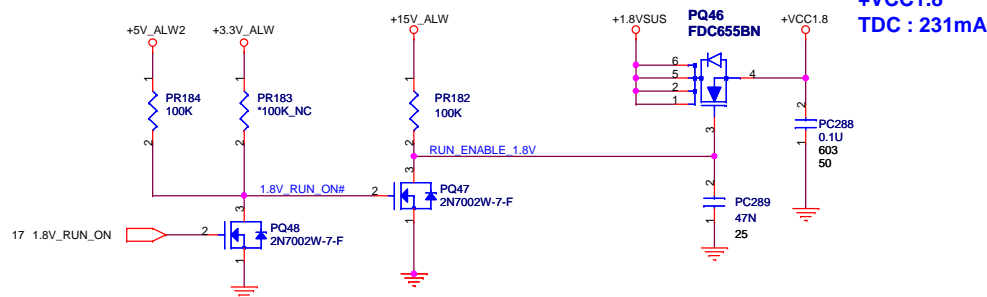 +VCC1.8
TDC : 231mA
+5V_ALW2
+3.3V_ALW
+15V_ALW
+1.8VSUS
PQ46
FDC655BN
+VCC1.8
1
1
1
6
5
2
1
4
PR184
100K
PR183
*100K_NC
PR182
100K
2
2
2
3
2
PC288
0.1U
603
50
1
RUN_ENABLE_1.8V
3
1.8V_RUN_ON#
2
PQ47
2N7002W-7-F
1
2
PC289
47N
25
1
3
17 1.8V_RUN_ON
2
PQ48
2N7002W-7-F
1